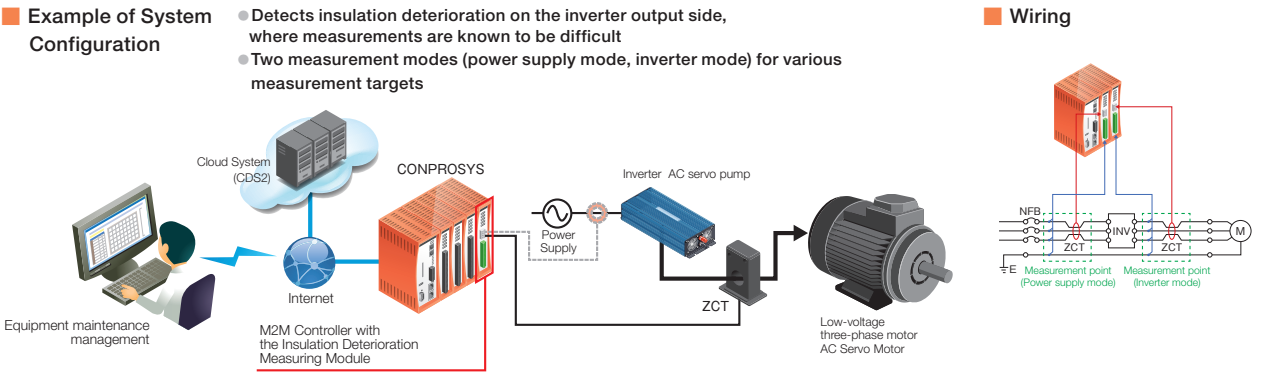 Example of System
Configuration
Detects insulation deterioration on the inverter output side,
where measurements are known to be difficult
Two measurement modes (power supply mode, inverter mode) for various
measurement targets
Cloud System
(CDS2)
CONPROSYS
Internet
Equipment maintenance
management
M2M Controller with
the Insulation Deterioration
Measuring Module
Power
Supply
Inverter AC servo pump
ZCT
Low-voltage
three-phase motor
AC Servo Motor
Wiring
NFB
ZCT
INV
ZCT
M
E
Measurement point
(Power supply mode)
Measurement point
(Inverter mode)